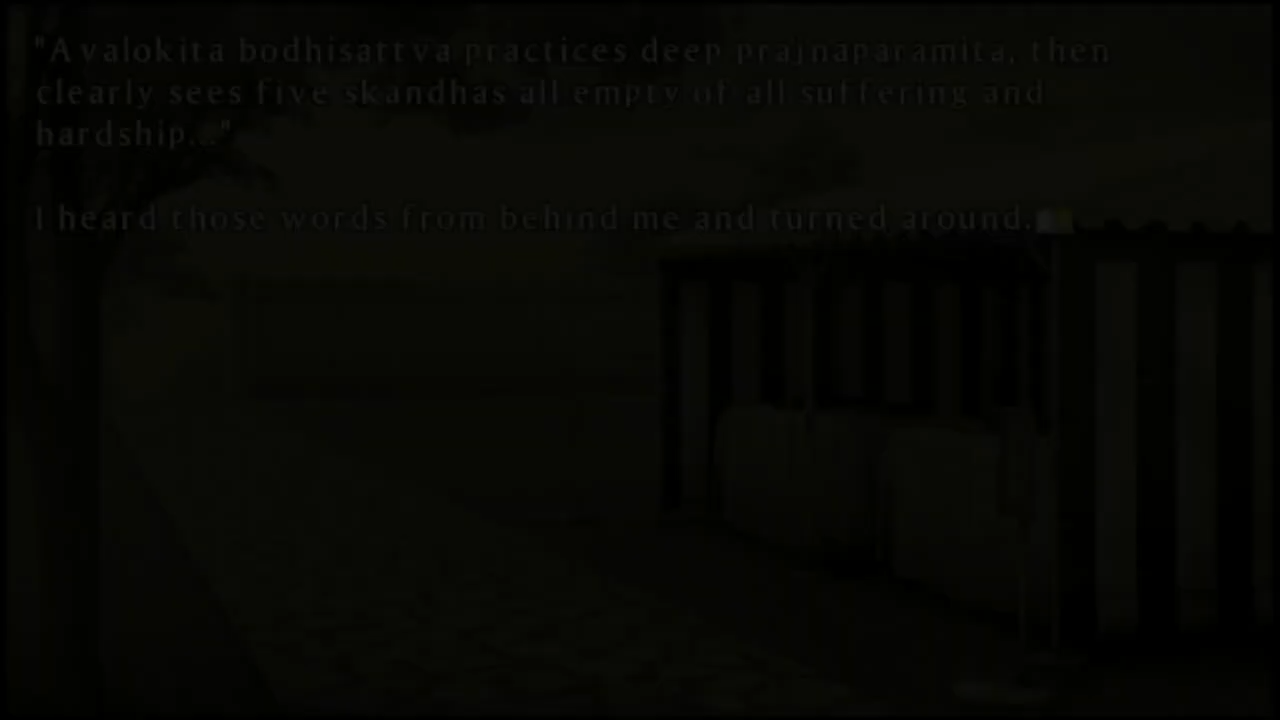 "Avalokita bodhisattva practices deep prajnaparamita, then
clearly sees five skandhas all empty of all suffering and
hardship..."
I heard those words from behind me and turned around.